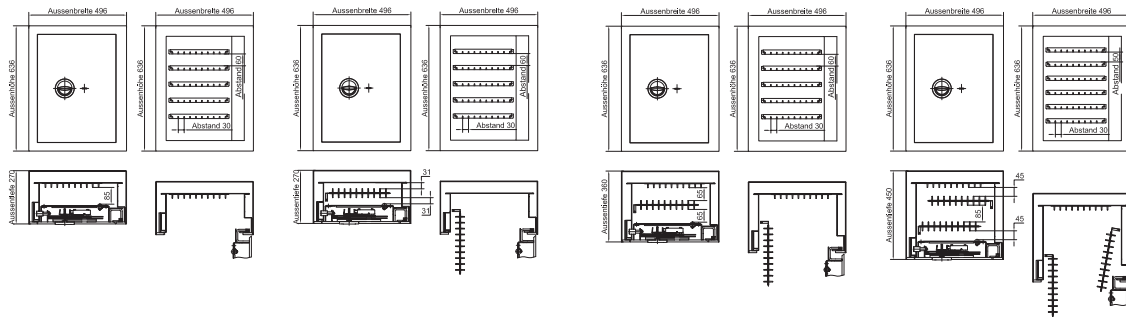 Aussenbreite 496
Aussenbreite 496
Aussenhöhe 636
Aussenhöhe 636
Abstand 60
Abstand 30
Aussentiefe 270
85
Aussenbreite 496
Aussenbreite 496
Aussenhöhe 636
Aussenhöhe 636
Abstand 60
Abstand 30
Aussentiefe 270
31
31
Aussenbreite 496
Aussenbreite 496
Aussenhöhe 636
Aussenhöhe 636
Abstand 60
Abstand 30
Aussentiefe 360
65
65
Aussenbreite 496
Aussenbreite 496
Aussenhöhe 636
Aussenhöhe 636
Abstand 50
Abstand 30
Aussentiefe 450
45
85
45